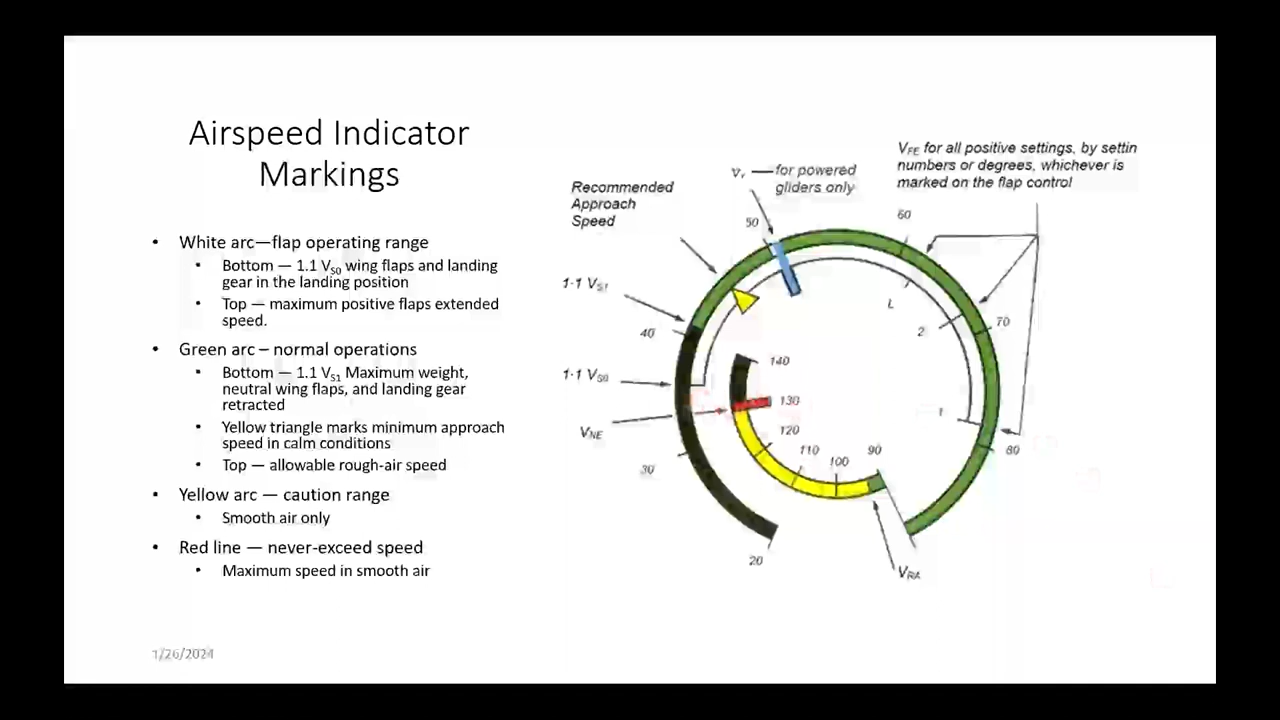 Airspeed Indicator
Markings
• White arc—flap operating range
• Bottom — 1.1 VS0 wing flaps and landing
gear in the landing position
• Top — maximum positive flaps extended
speed.
• Green arc – normal operations
• Bottom — 1.1 VS1 Maximum weight,
neutral wing flaps, and landing gear
retracted
• Yellow triangle marks minimum approach
speed in calm conditions
• Top — allowable rough-air speed
• Yellow arc — caution range
• Smooth air only
• Red line — never-exceed speed
• Maximum speed in smooth air
1/26/2024
Recommended
Approach
Speed
Vy — for powered
gliders only
VFE for all positive settings, by settin
numbers or degrees, whichever is
marked on the flap control
50
60
1·1 VS1
40
L
2
70
140
1·1 VS0
130
1
VNE
120
110
100
90
80
30
20
VRA